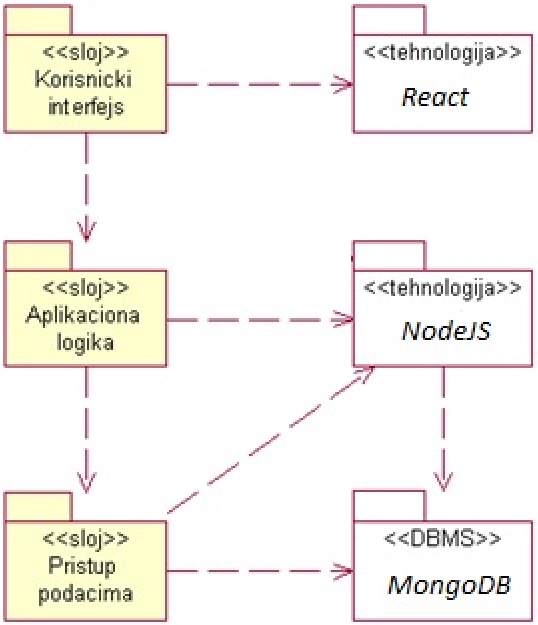 <<sloj>>
Korisnicki
interfejs
<<tehnologija>>
React
<<sloj>>
Aplikaciona
logika
<<tehnologija>>
NodeJS
<<sloj>>
Pristup
podacima
<<DBMS>>
MongoDB